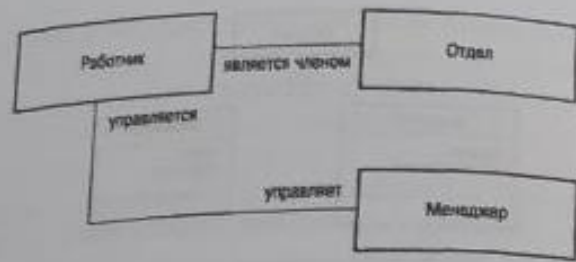 Работник
является членом
Отдел
управляется
управляет
Менеджер